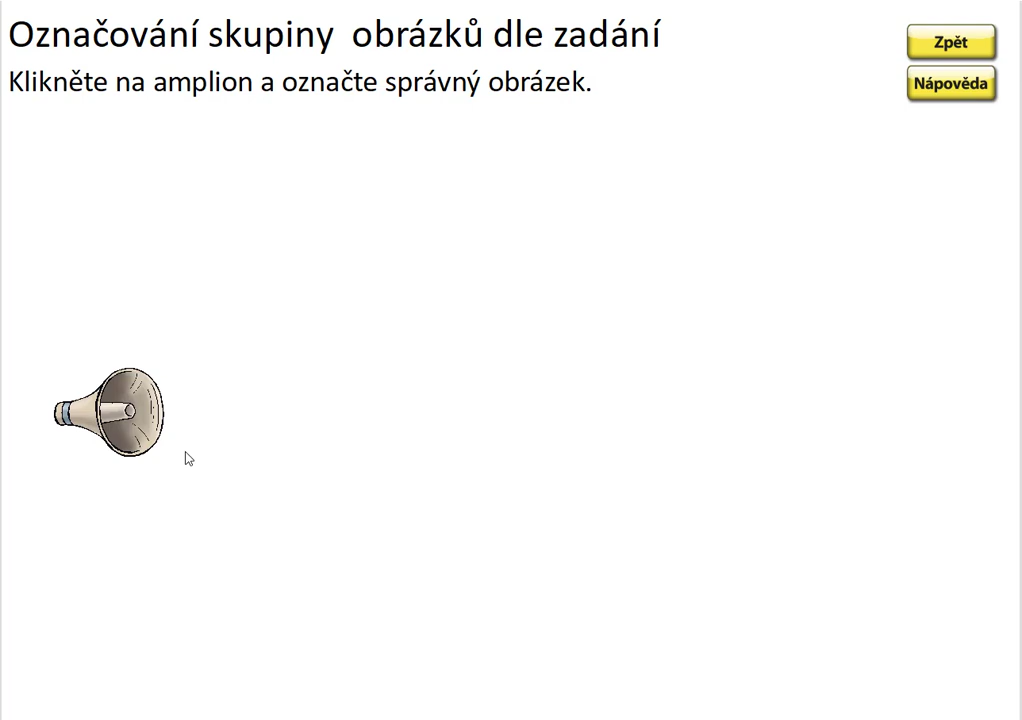 Označování skupiny  obrázků dle zadání
Klikněte na amplion a označte správný obrázek.
Zpět
Nápověda